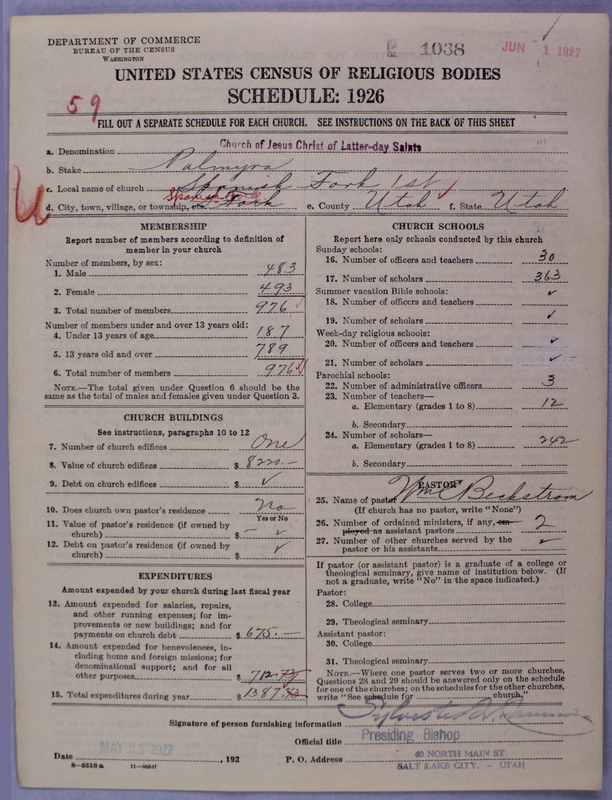 DEPARTMENT OF COMMERCE
BUREAU OF THE CENSUS
WASHINGTON
1038
JUN 1 1927
UNITED STATES CENSUS OF RELIGIOUS BODIES
SCHEDULE: 1926
59
FILL OUT A SEPARATE SCHEDULE FOR EACH CHURCH. SEE INSTRUCTIONS ON THE BACK OF THIS SHEET
a. Denomination Church of Jesus Christ of Latter-day Saints
b. Stake Palmyra
c. Local name of church Spanish Fork 1st
d. City, town, village, or township, etc. Spanish Fork e. County Utah f. State Utah
MEMBERSHIP
Report number of members according to definition of
member in your church
Number of members, by sex:
1. Male 483
2. Female 493
3. Total number of members 976
Number of members under and over 13 years old:
4. Under 13 years of age 187
5. 13 years old and over 789
6. Total number of members 976
NOTE.—The total given under Question 6 should be the
same as the total of males and females given under Question 3.
CHURCH BUILDINGS
See instructions, paragraphs 10 to 12
7. Number of church edifices One
8. Value of church edifices $ 8220.—
9. Debt on church edifices $ ✓
10. Does church own pastor's residence No
Yes or No
11. Value of pastor's residence (if owned by
church) $ ✓
12. Debt on pastor's residence (if owned by
church) $ ✓
EXPENDITURES
Amount expended by your church during last fiscal year
13. Amount expended for salaries, repairs,
and other running expenses; for im-
provements or new buildings; and for
payments on church debt $ 675.—
14. Amount expended for benevolences, in-
cluding home and foreign missions; for
denominational support; and for all
other purposes $ 712
15. Total expenditures during year $ 1387
CHURCH SCHOOLS
Report here only schools conducted by this church
Sunday schools:
16. Number of officers and teachers 30
17. Number of scholars 363
Summer vacation Bible schools:
18. Number of officers and teachers ✓
19. Number of scholars ✓
Week-day religious schools:
20. Number of officers and teachers ✓
21. Number of scholars ✓
Parochial schools:
22. Number of administrative officers 3
23. Number of teachers—
a. Elementary (grades 1 to 8) 12
b. Secondary
24. Number of scholars—
a. Elementary (grades 1 to 8) 242
b. Secondary
PASTOR
25. Name of pastor Wm Beckstrom
(If church has no pastor, write "None")
26. Number of ordained ministers, if any, em-
ployed as assistant pastors 2
27. Number of other churches served by the
pastor or his assistants ✓
If pastor (or assistant pastor) is a graduate of a college or
theological seminary, give name of institution below. (If
not a graduate, write "No" in the space indicated.)
Pastor:
28. College
29. Theological seminary
Assistant pastor:
30. College
31. Theological seminary
NOTE.—Where one pastor serves two or more churches,
Questions 28 and 29 should be answered only on the schedule
for one of the churches; on the schedules for the other churches,
write "See schedule for church."
Signature of person furnishing information Sylvester Q. Cannon
Official title Presiding Bishop
Date MAY 25 1927, 192 P. O. Address 40 NORTH MAIN ST.
SALT LAKE CITY, - UTAH
8—5518a 11—9654f